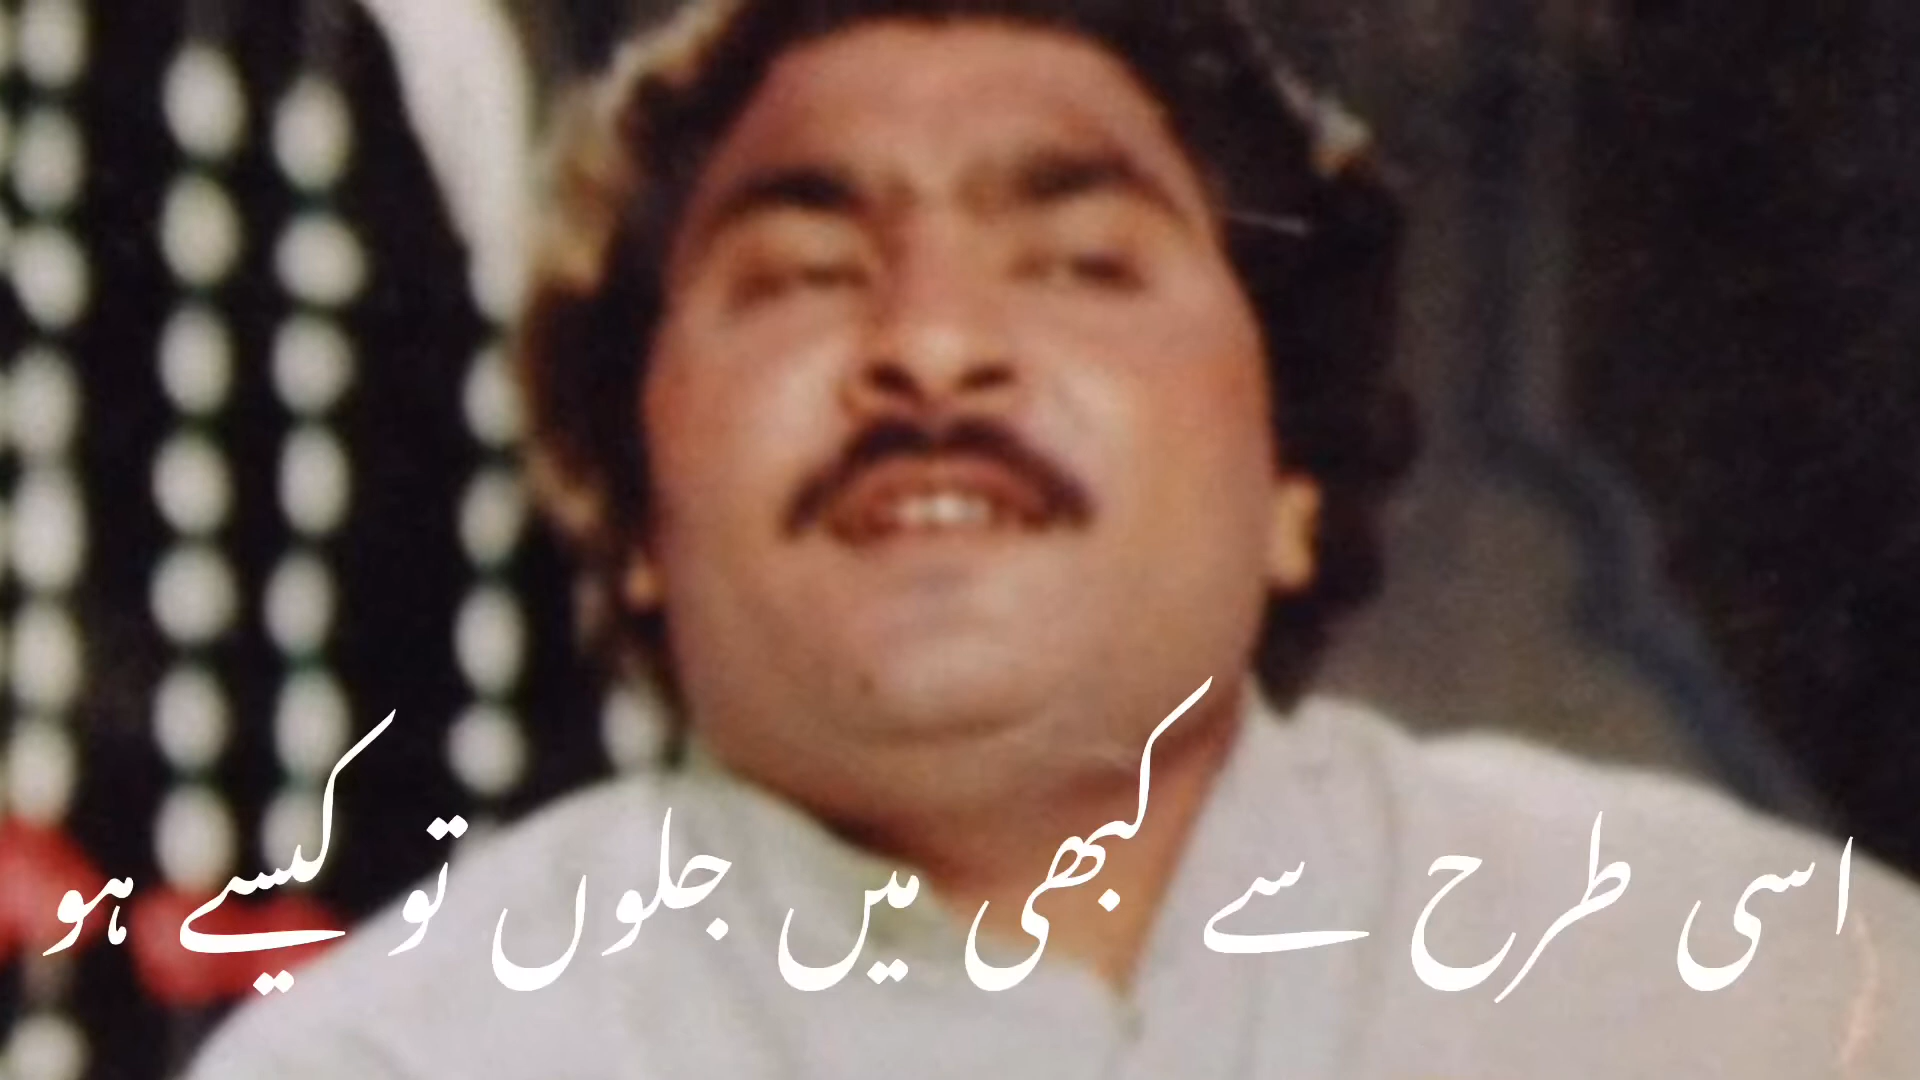 اسی طرح سے کبھی میں جلوں تو کیسے ہو